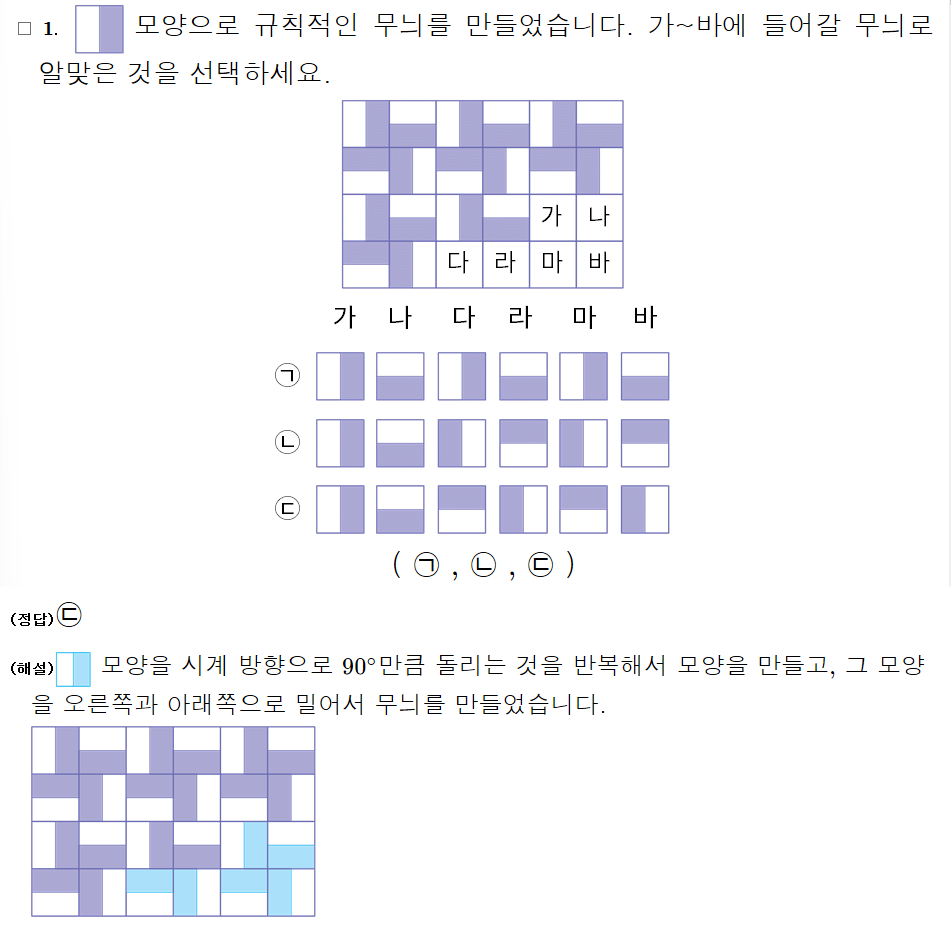 □ 1. 모양으로 규칙적인 무늬를 만들었습니다. 가~바에 들어갈 무늬로
알맞은 것을 선택하세요.
가 나
다 라 마 바
가 나 다 라 마 바
㉠
㉡
㉢
( ㉠ , ㉡ , ㉢ )
(정답) ㉢
(해설) 모양을 시계 방향으로 90°만큼 돌리는 것을 반복해서 모양을 만들고, 그 모양
을 오른쪽과 아래쪽으로 밀어서 무늬를 만들었습니다.